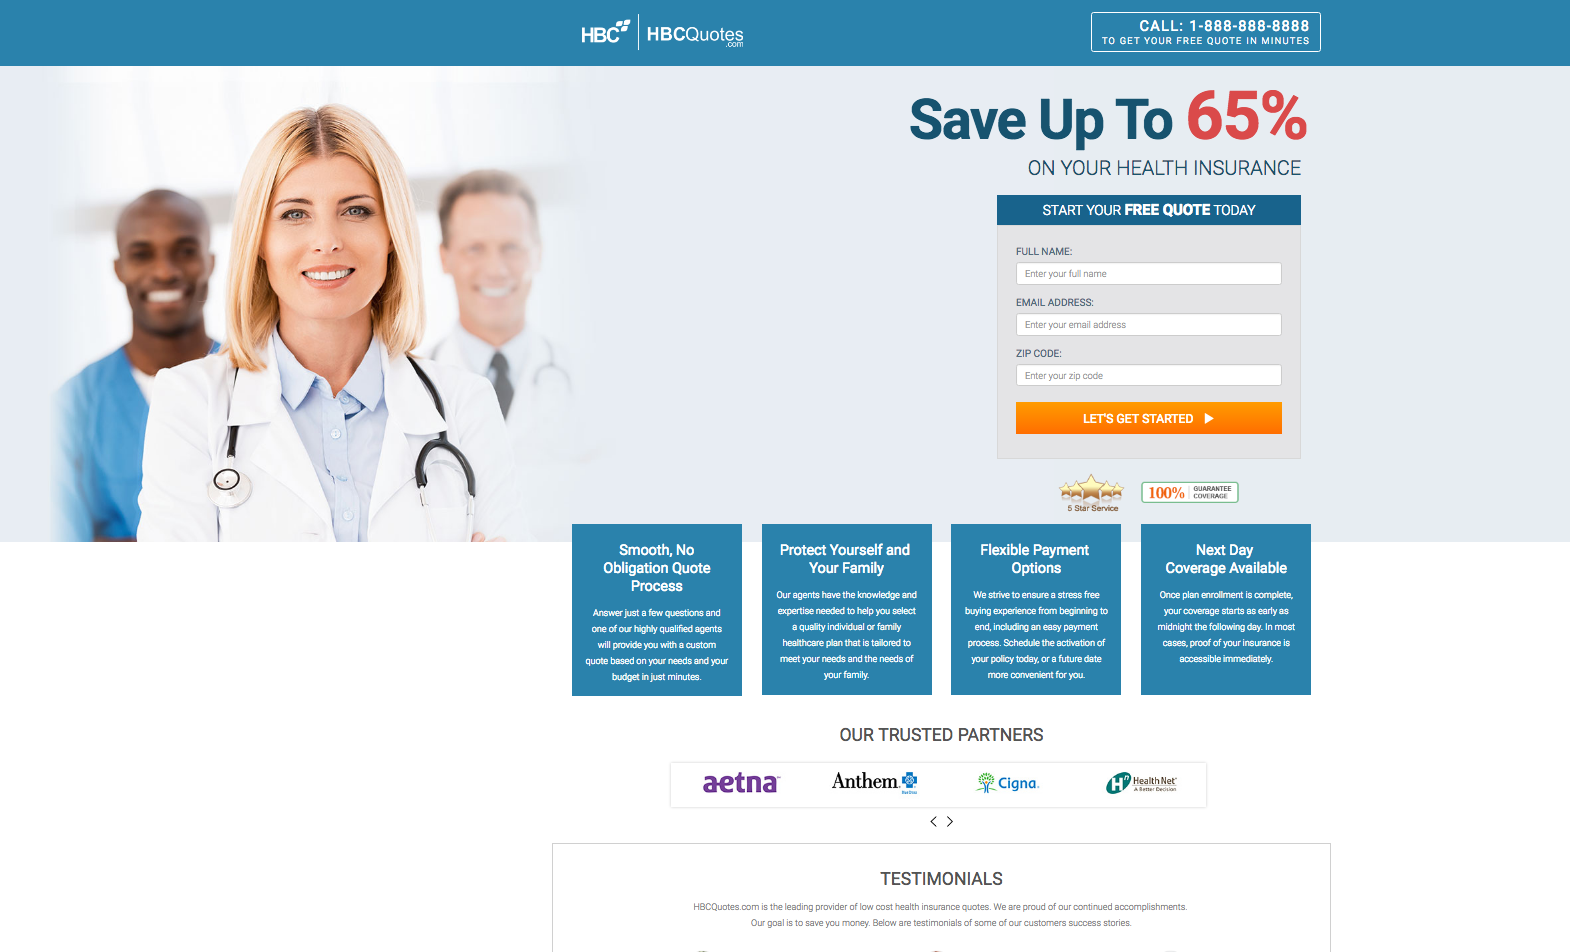 HBC
HBCQuotes
.com
CALL: 1-888-888-8888
TO GET YOUR FREE QUOTE IN MINUTES
Save Up To 65%
ON YOUR HEALTH INSURANCE
START YOUR FREE QUOTE TODAY
FULL NAME:
Enter your full name
EMAIL ADDRESS:
Enter your email address
ZIP CODE:
Enter your zip code
LET'S GET STARTED
5 Star Service
100%
GUARANTEE
COVERAGE
Smooth, No
Obligation Quote
Process
Answer just a few questions and
one of our highly qualified agents
will provide you with a custom
quote based on your needs and your
budget in just minutes.
Protect Yourself and
Your Family
Our agents have the knowledge and
expertise needed to help you select
a quality individual or family
healthcare plan that is tailored to
meet your needs and the needs of
your family.
Flexible Payment
Options
We strive to ensure a stress free
buying experience from beginning to
end, including an easy payment
process. Schedule the activation of
your policy today, or a future date
more convenient for you.
Next Day
Coverage Available
Once plan enrollment is complete,
your coverage starts as early as
midnight the following day. In most
cases, proof of your insurance is
accessible immediately.
OUR TRUSTED PARTNERS
aetna
Anthem
Cigna
Hn
Health Net
A Better Decision
TESTIMONIALS
HBCQuotes.com is the leading provider of low cost health insurance quotes. We are proud of our continued accomplishments.
Our goal is to save you money. Below are testimonials of some of our customers success stories.